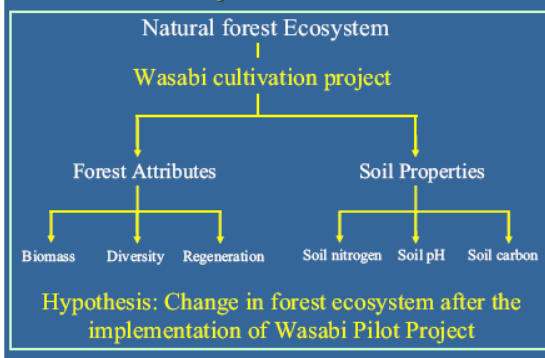 Natural forest Ecosystem
Wasabi cultivation project
Forest Attributes
Soil Properties
Biomass
Diversity
Regeneration
Soil nitrogen
Soil pH
Soil carbon
Hypothesis: Change in forest ecosystem after the
implementation of Wasabi Pilot Project